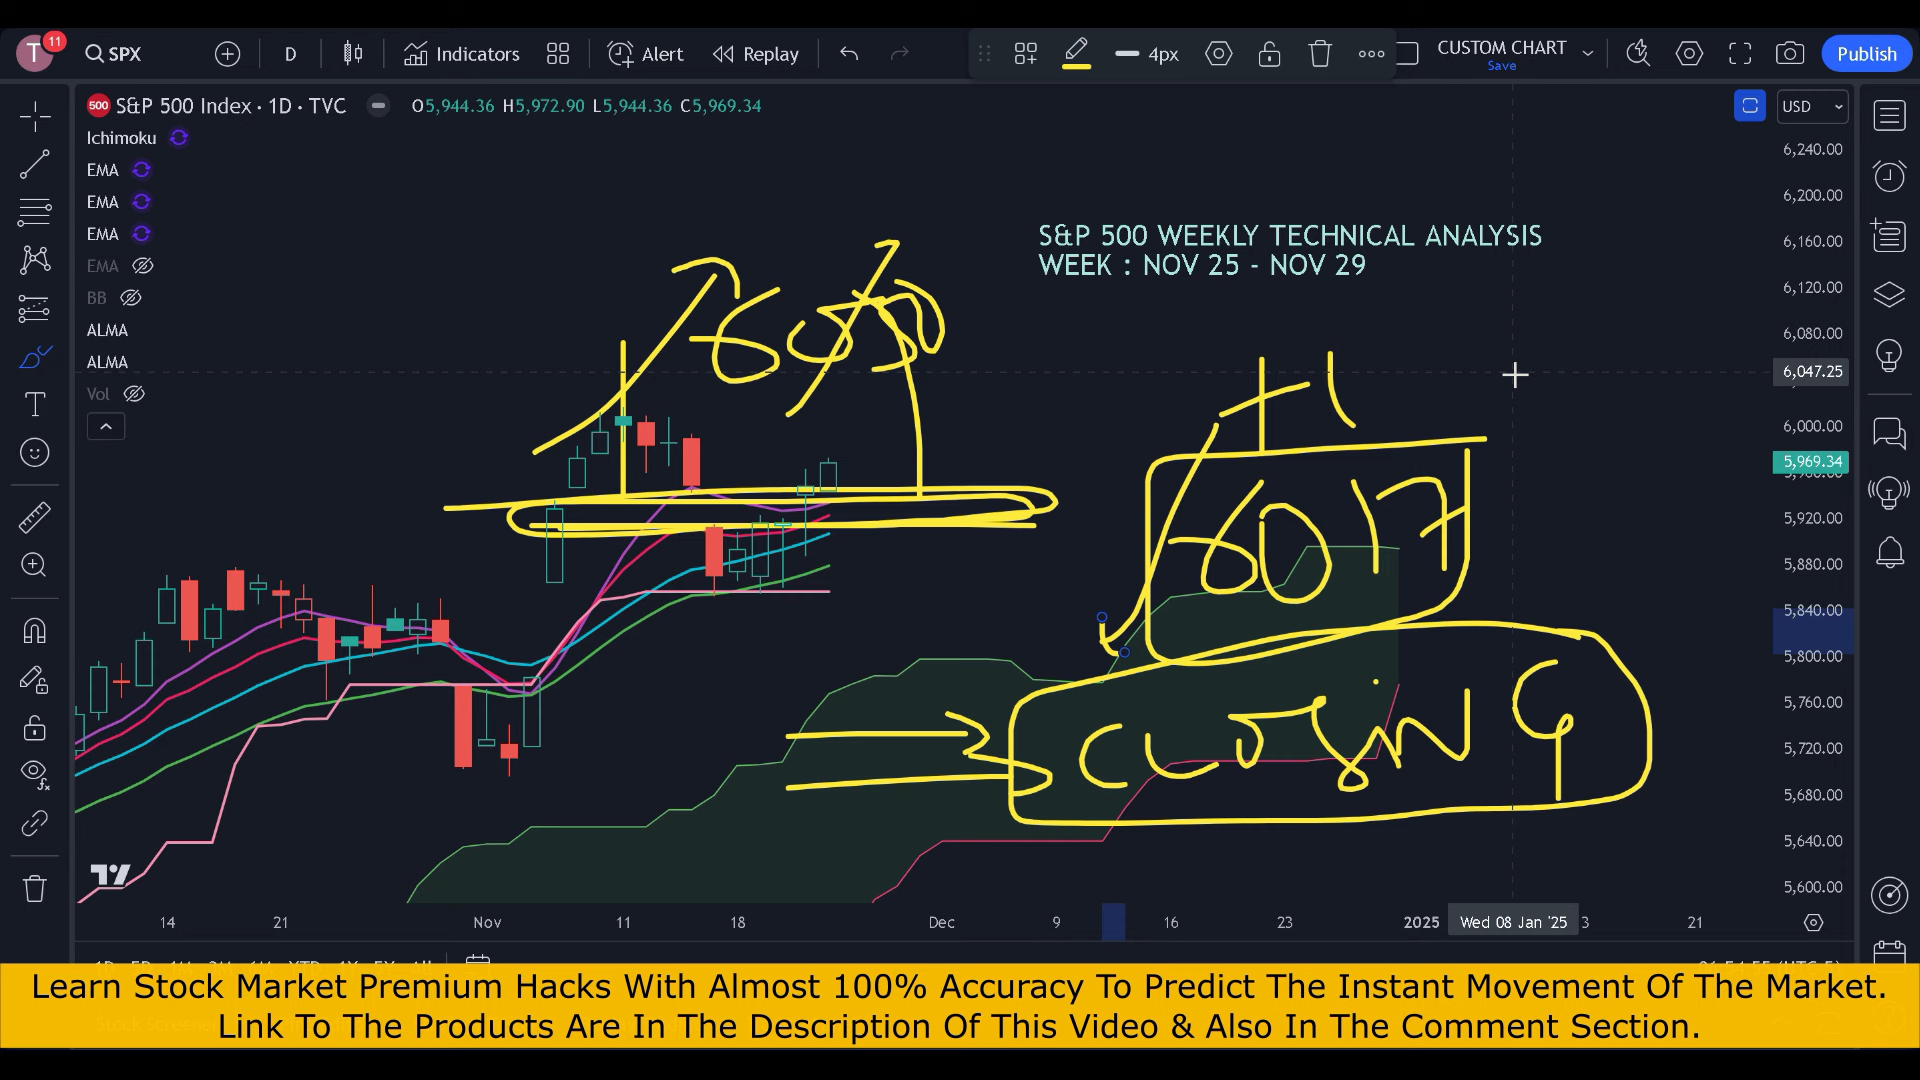 T 11 SPX D Indicators Alert Replay 4px CUSTOM CHART Save Publish
500 S&P 500 Index · 1D · TVC O5,944.36 H5,972.90 L5,944.36 C5,969.34 USD
Ichimoku
EMA
EMA
EMA
EMA
BB
ALMA
ALMA
Vol
S&P 500 WEEKLY TECHNICAL ANALYSIS
WEEK : NOV 25 - NOV 29
6050
6017
CLOSING
6,240.00
6,200.00
6,160.00
6,120.00
6,080.00
6,047.25
6,000.00
5,969.34
5,920.00
5,880.00
5,840.00
5,800.00
5,760.00
5,720.00
5,680.00
5,640.00
5,600.00
14 21 Nov 11 18 Dec 9 16 23 2025 Wed 08 Jan '25 3 21
Learn Stock Market Premium Hacks With Almost 100% Accuracy To Predict The Instant Movement Of The Market.
Link To The Products Are In The Description Of This Video & Also In The Comment Section.